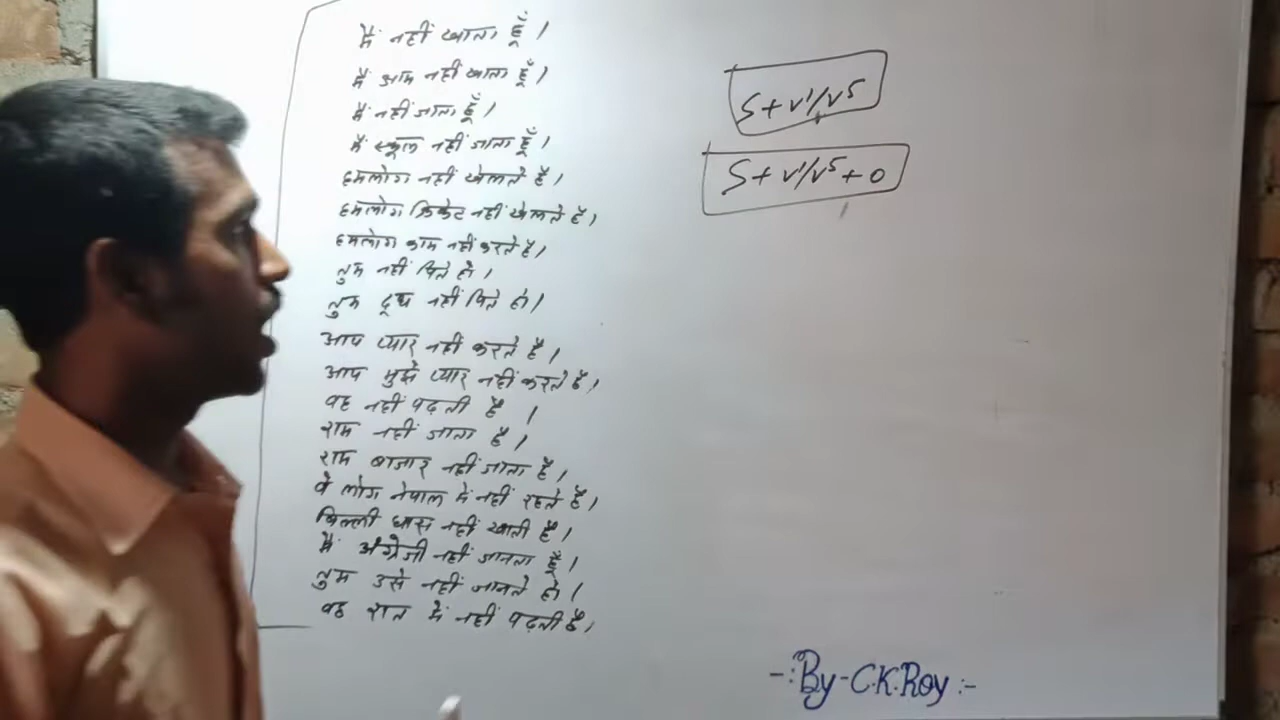 मैं नहीं खाता हूँ।
मैं आम नहीं खाता हूँ।
मैं नहीं जाता हूँ।
मैं स्कूल नहीं जाता हूँ।
हमलोग नहीं खेलते हैं।
हमलोग क्रिकेट नहीं खेलते हैं।
हमलोग काम नहीं करते हैं।
तुम नहीं पिते हो।
तुम दूध नहीं पिते हो।
आप प्यार नहीं करते हैं।
आप मुझे प्यार नहीं करते हैं।
वह नहीं पढ़ती है ।
राम नहीं जाता है।
राम बाजार नहीं जाता है।
वे लोग नेपाल में नहीं रहते हैं।
बिल्ली घास नहीं खाती है।
मैं अंग्रेजी नहीं जानता हूँ।
तुम उसे नहीं जानते हो।
वह रात में नहीं पढ़ती है।
S+V¹/V⁵
S+V¹/V⁵+O
-:By-C.K.Roy:-